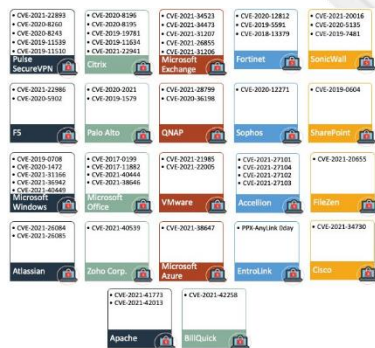 • CVE-2021-22893
• CVE-2020-8260
• CVE-2020-8243
• CVE-2019-11539
• CVE-2019-11510
Pulse
SecureVPN
• CVE-2020-8196
• CVE-2020-8195
• CVE-2019-19781
• CVE-2019-11634
• CVE-2021-22941
Citrix
• CVE-2021-34523
• CVE-2021-34473
• CVE-2021-31207
• CVE-2021-26855
• CVE-2021-31206
Microsoft
Exchange
• CVE-2020-12812
• CVE-2019-5591
• CVE-2018-13379
Fortinet
• CVE-2021-20016
• CVE-2020-5135
• CVE-2019-7481
SonicWall
• CVE-2021-22986
• CVE-2020-5902
F5
• CVE-2020-2021
• CVE-2019-1579
Palo Alto
• CVE-2021-28799
• CVE-2020-36198
QNAP
• CVE-2020-12271
Sophos
• CVE-2019-0604
SharePoint
• CVE-2019-0708
• CVE-2020-1472
• CVE-2021-31166
• CVE-2021-36942
• CVE-2021-40449
Microsoft
Windows
• CVE-2017-0199
• CVE-2017-11882
• CVE-2021-40444
• CVE-2021-38646
Microsoft
Office
• CVE-2021-21985
• CVE-2021-22005
VMware
• CVE-2021-27101
• CVE-2021-27104
• CVE-2021-27102
• CVE-2021-27103
Accellion
• CVE-2021-20655
FileZen
• CVE-2021-26084
• CVE-2021-26085
Atlassian
• CVE-2021-40539
Zoho Corp.
• CVE-2021-38647
Microsoft
Azure
• PPX-AnyLink 0day
EntroLink
• CVE-2021-34730
Cisco
• CVE-2021-41773
• CVE-2021-42013
Apache
• CVE-2021-42258
BillQuick